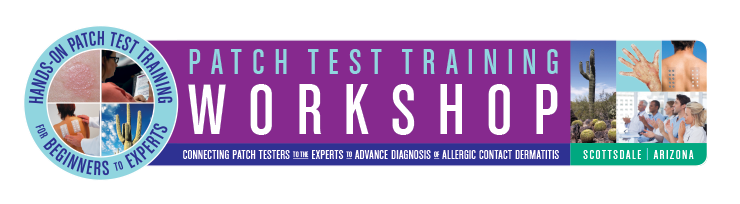 HANDS-ON PATCH TEST TRAINING
FOR BEGINNERS TO EXPERTS
PATCH TEST TRAINING
WORKSHOP
CONNECTING PATCH TESTERS TO THE EXPERTS TO ADVANCE DIAGNOSIS OF ALLERGIC CONTACT DERMATITIS
SCOTTSDALE | ARIZONA